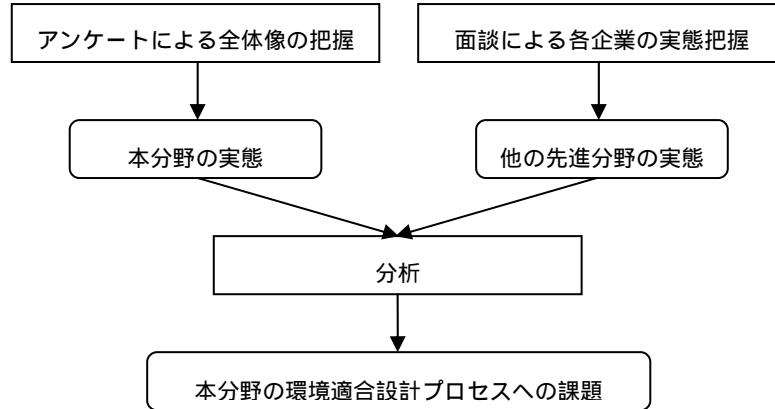 アンケートによる全体像の把握
面談による各企業の実態把握
本分野の実態
他の先進分野の実態
分析
本分野の環境適合設計プロセスへの課題